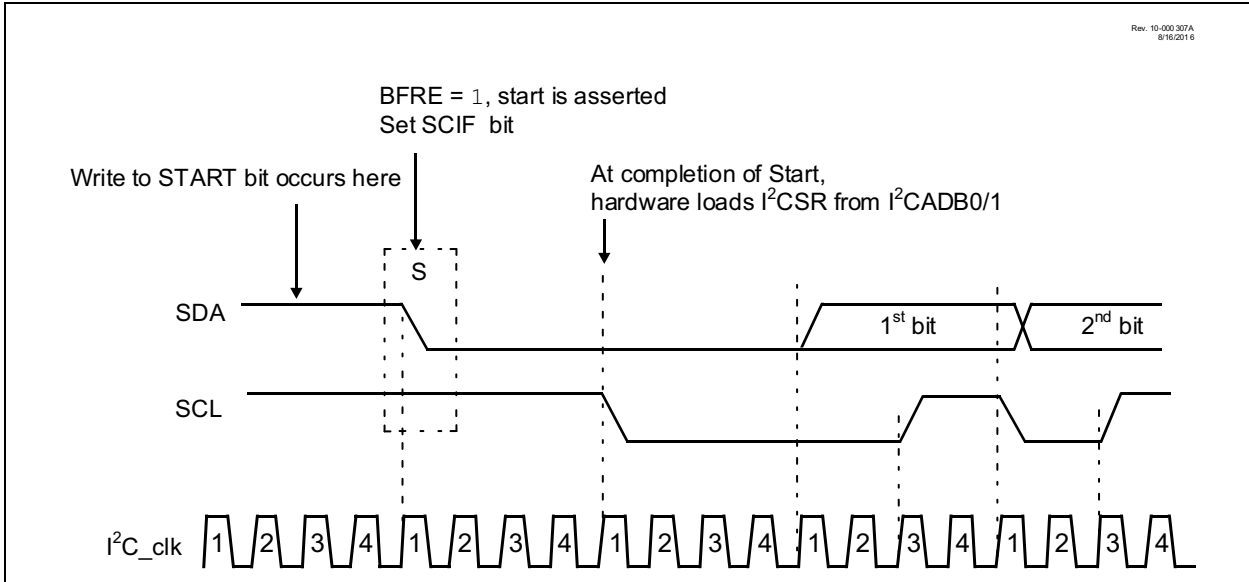 Rev. 10-000307A
8/16/2016
BFRE = 1, start is asserted
Set SCIF bit
Write to START bit occurs here
At completion of Start,
hardware loads I²CSR from I²CADB0/1
S
SDA
1st bit
2nd bit
SCL
I²C_clk 1 2 3 4 1 2 3 4 1 2 3 4 1 2 3 4 1 2 3 4